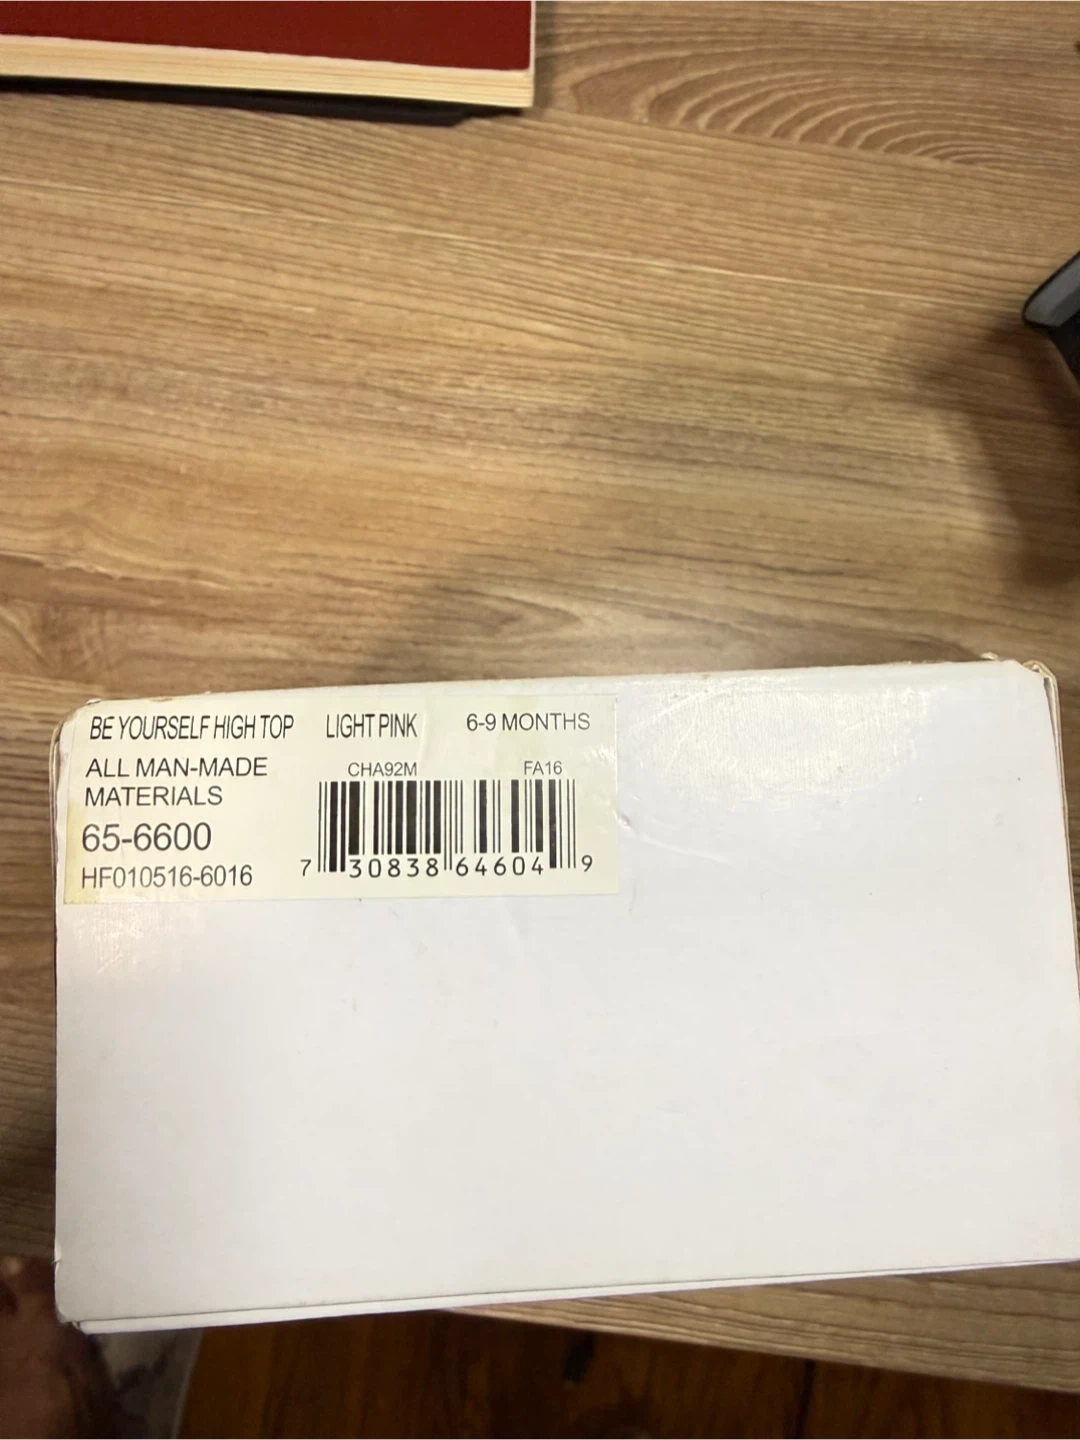 BE YOURSELF HIGH TOP LIGHT PINK 6-9 MONTHS
ALL MAN-MADE
MATERIALS
CHA92M FA16
65-6600
HF010516-6016
7 30838 64604 9